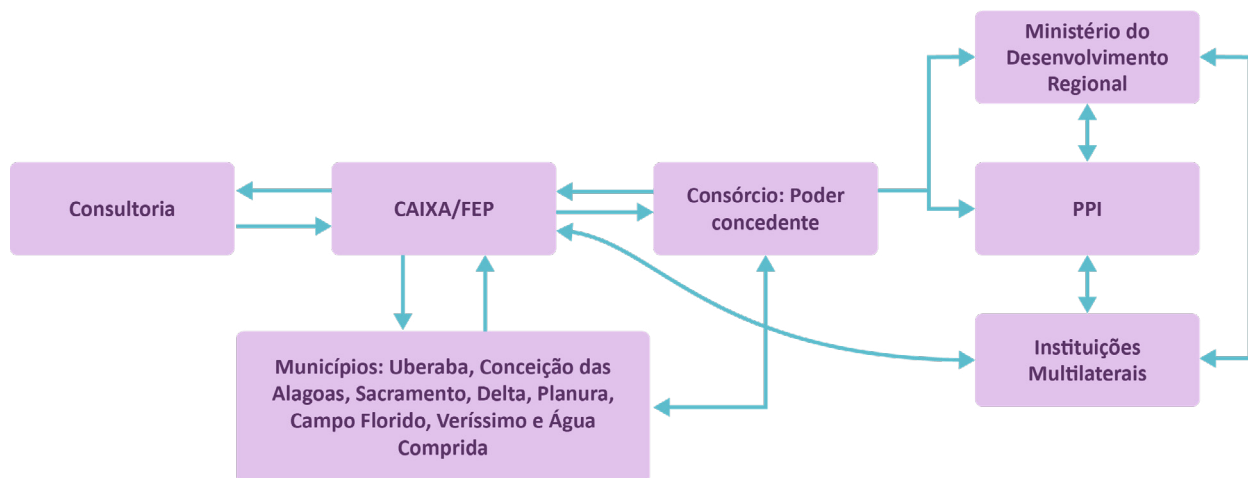 Ministério do
Desenvolvimento
Regional
Consultoria
CAIXA/FEP
Consórcio: Poder
concedente
PPI
Municípios: Uberaba, Conceição das
Alagoas, Sacramento, Delta, Planura,
Campo Florido, Veríssimo e Água
Comprida
Instituições
Multilaterais